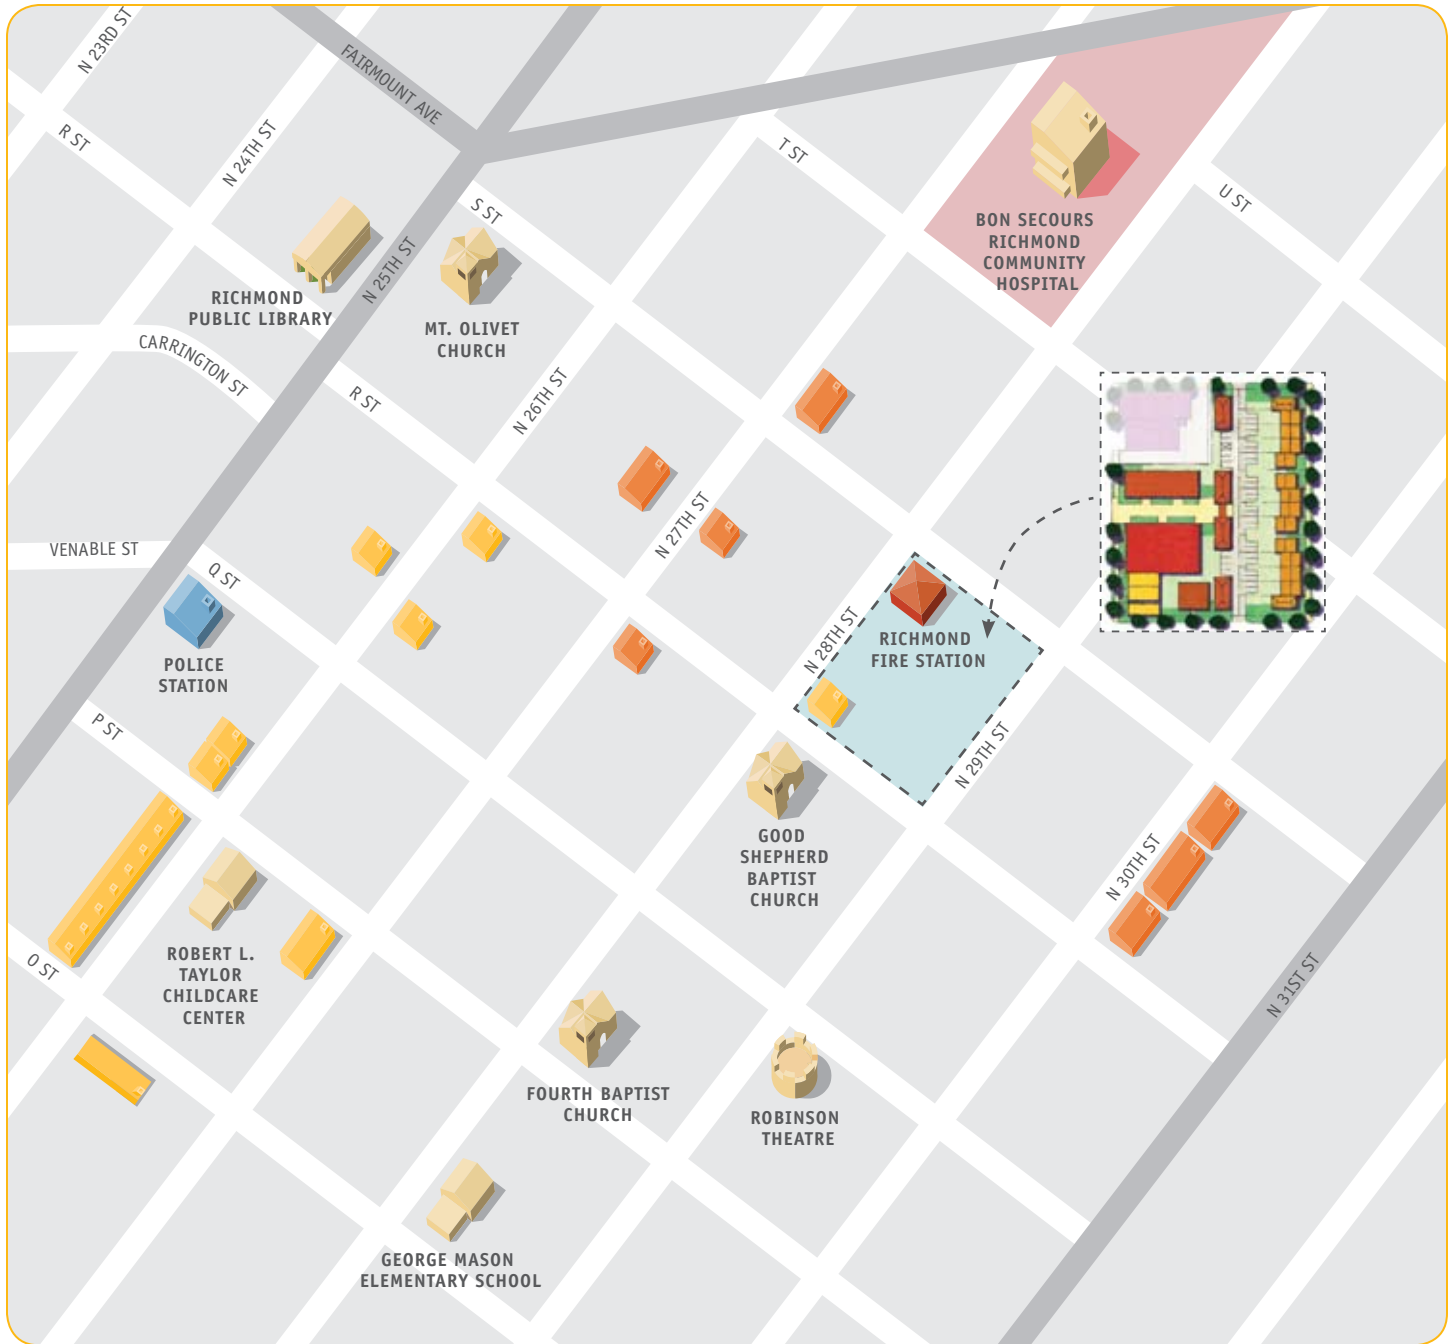 N 23RD ST
FAIRMOUNT AVE
R ST
N 24TH ST
T ST
U ST
S ST
BON SECOURS
RICHMOND
COMMUNITY
HOSPITAL
N 25TH ST
RICHMOND
PUBLIC LIBRARY
MT. OLIVET
CHURCH
CARRINGTON ST
R ST
N 26TH ST
N 27TH ST
VENABLE ST
Q ST
POLICE
STATION
N 28TH ST
RICHMOND
FIRE STATION
P ST
N 29TH ST
GOOD
SHEPHERD
BAPTIST
CHURCH
N 30TH ST
O ST
ROBERT L.
TAYLOR
CHILDCARE
CENTER
N 31ST ST
FOURTH BAPTIST
CHURCH
ROBINSON
THEATRE
GEORGE MASON
ELEMENTARY SCHOOL